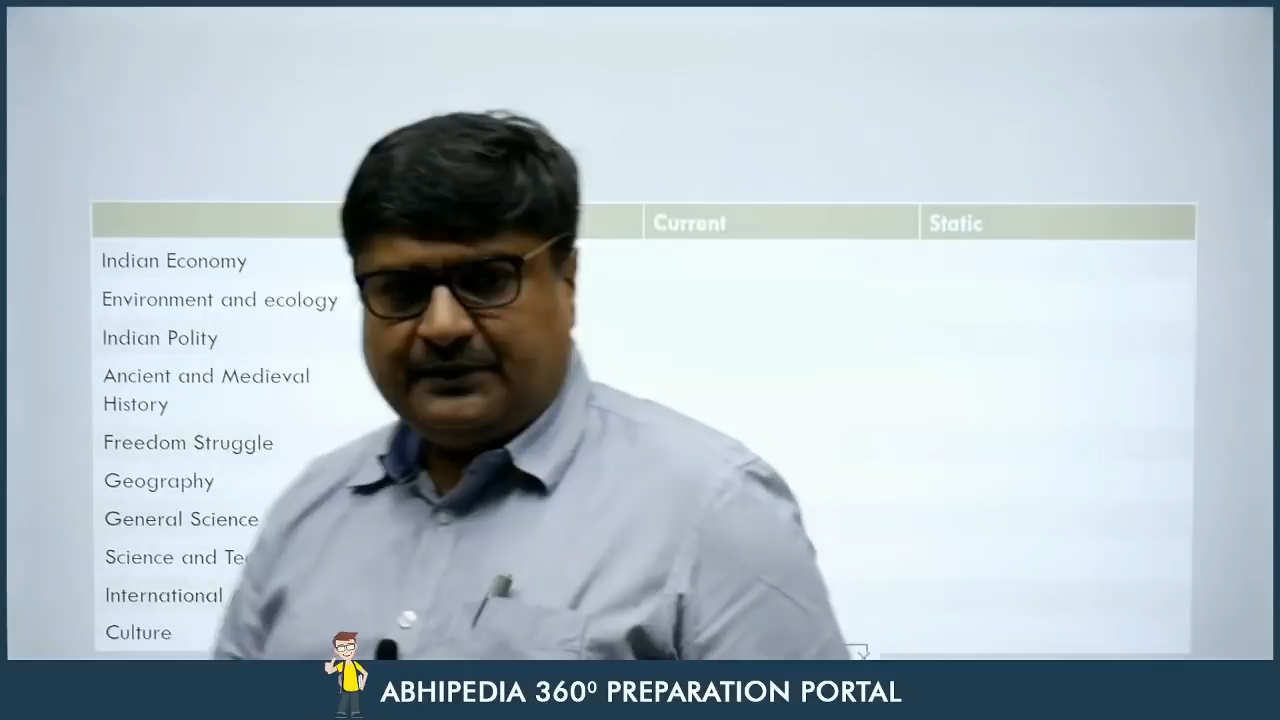 Current Static
Indian Economy
Environment and ecology
Indian Polity
Ancient and Medieval
History
Freedom Struggle
Geography
General Science
Science and
International
Culture
ABHIPEDIA 360⁰ PREPARATION PORTAL